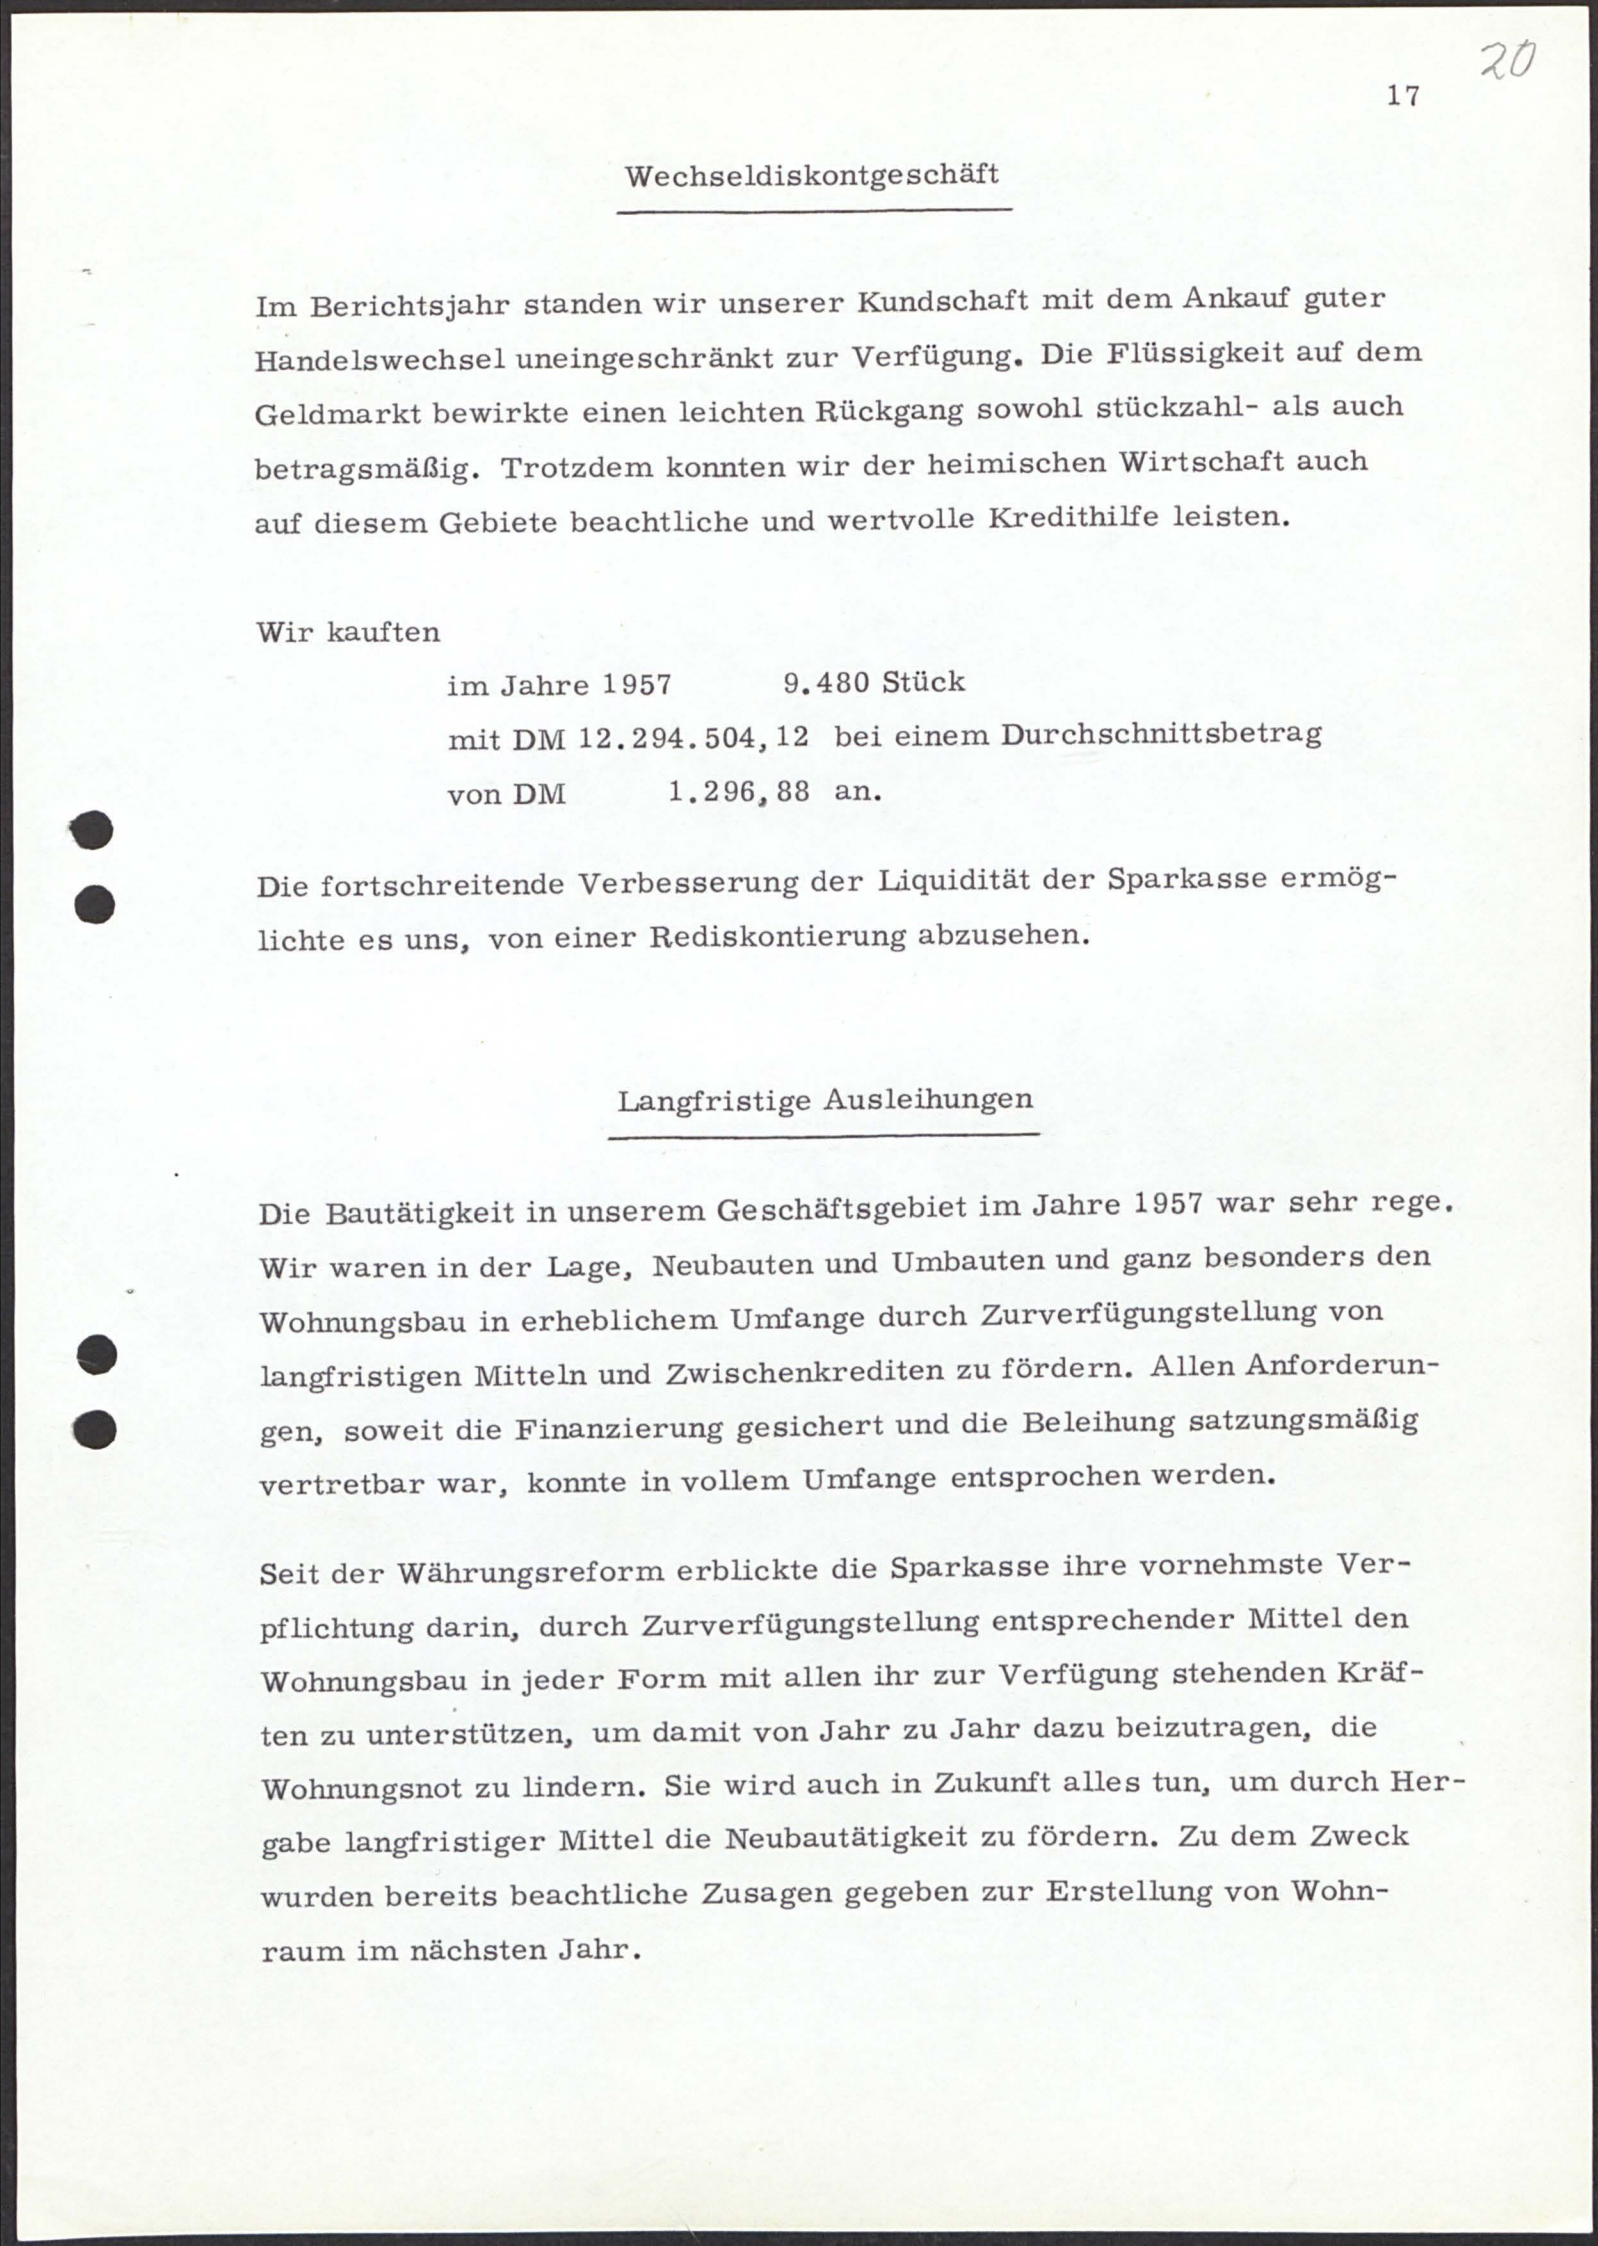 20
17
Wechseldiskontgeschäft
Im Berichtsjahr standen wir unserer Kundschaft mit dem Ankauf guter
Handelswechsel uneingeschränkt zur Verfügung. Die Flüssigkeit auf dem
Geldmarkt bewirkte einen leichten Rückgang sowohl stückzahl- als auch
betragsmäßig. Trotzdem konnten wir der heimischen Wirtschaft auch
auf diesem Gebiete beachtliche und wertvolle Kredithilfe leisten.
Wir kauften
im Jahre 1957 9.480 Stück
mit DM 12.294.504,12 bei einem Durchschnittsbetrag
von DM 1.296,88 an.
Die fortschreitende Verbesserung der Liquidität der Sparkasse ermög-
lichte es uns, von einer Rediskontierung abzusehen.
Langfristige Ausleihungen
Die Bautätigkeit in unserem Geschäftsgebiet im Jahre 1957 war sehr rege.
Wir waren in der Lage, Neubauten und Umbauten und ganz besonders den
Wohnungsbau in erheblichem Umfange durch Zurverfügungstellung von
langfristigen Mitteln und Zwischenkrediten zu fördern. Allen Anforderun-
gen, soweit die Finanzierung gesichert und die Beleihung satzungsmäßig
vertretbar war, konnte in vollem Umfange entsprochen werden.
Seit der Währungsreform erblickte die Sparkasse ihre vornehmste Ver-
pflichtung darin, durch Zurverfügungstellung entsprechender Mittel den
Wohnungsbau in jeder Form mit allen ihr zur Verfügung stehenden Kräf-
ten zu unterstützen, um damit von Jahr zu Jahr dazu beizutragen, die
Wohnungsnot zu lindern. Sie wird auch in Zukunft alles tun, um durch Her-
gabe langfristiger Mittel die Neubautätigkeit zu fördern. Zu dem Zweck
wurden bereits beachtliche Zusagen gegeben zur Erstellung von Wohn-
raum im nächsten Jahr.